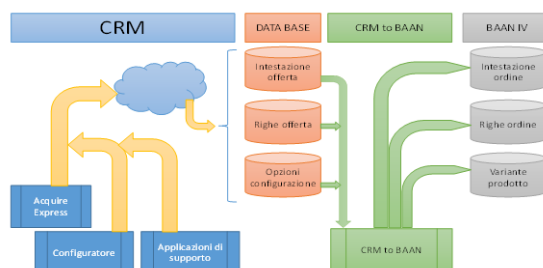 CRM
DATA BASE
CRM to BAAN
BAAN IV
Intestazione
offerta
Righe offerta
Opzioni
configurazione
Intestazione
ordine
Righe ordine
Variante
prodotto
Acquire
Express
Configuratore
Applicazioni di
supporto
CRM to BAAN